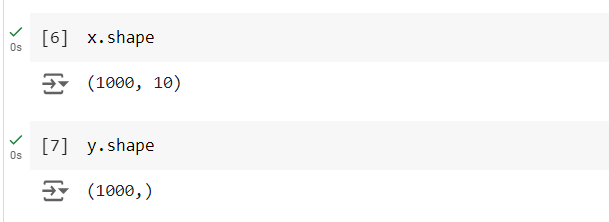 [6] x.shape
0s
(1000, 10)
[7] y.shape
0s
(1000,)